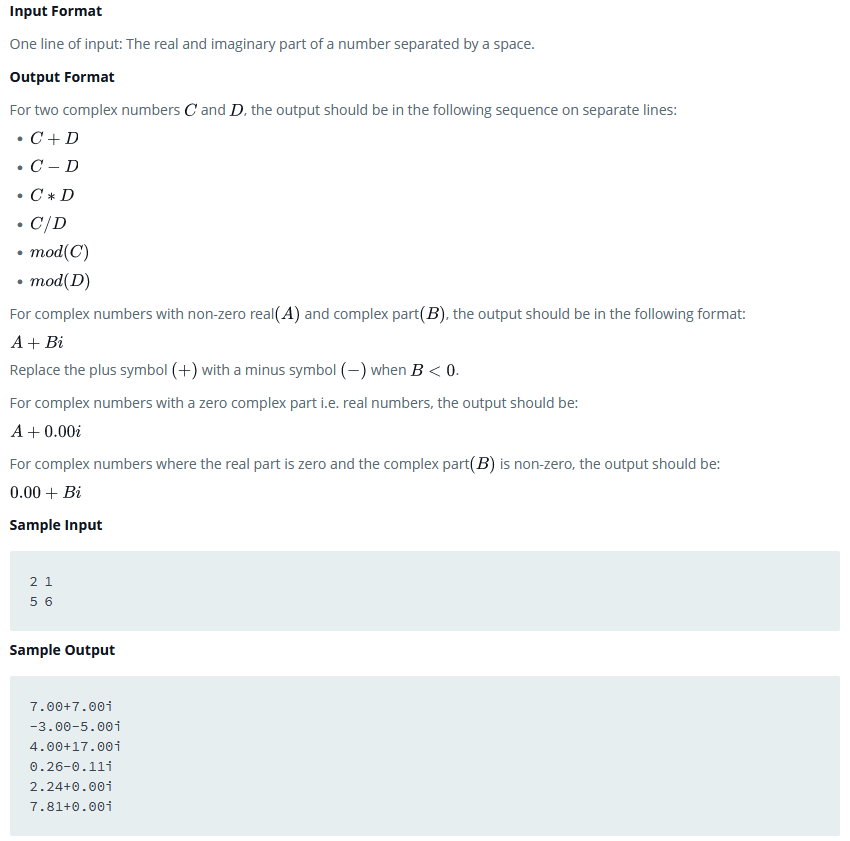 Input Format
One line of input: The real and imaginary part of a number separated by a space.
Output Format
For two complex numbers C and D, the output should be in the following sequence on separate lines:
• C + D
• C − D
• C ∗ D
• C/D
• mod(C)
• mod(D)
For complex numbers with non-zero real(A) and complex part(B), the output should be in the following format:
A + Bi
Replace the plus symbol (+) with a minus symbol (−) when B < 0.
For complex numbers with a zero complex part i.e. real numbers, the output should be:
A + 0.00i
For complex numbers where the real part is zero and the complex part(B) is non-zero, the output should be:
0.00 + Bi
Sample Input
2 1
5 6
Sample Output
7.00+7.00i
-3.00-5.00i
4.00+17.00i
0.26-0.11i
2.24+0.00i
7.81+0.00i